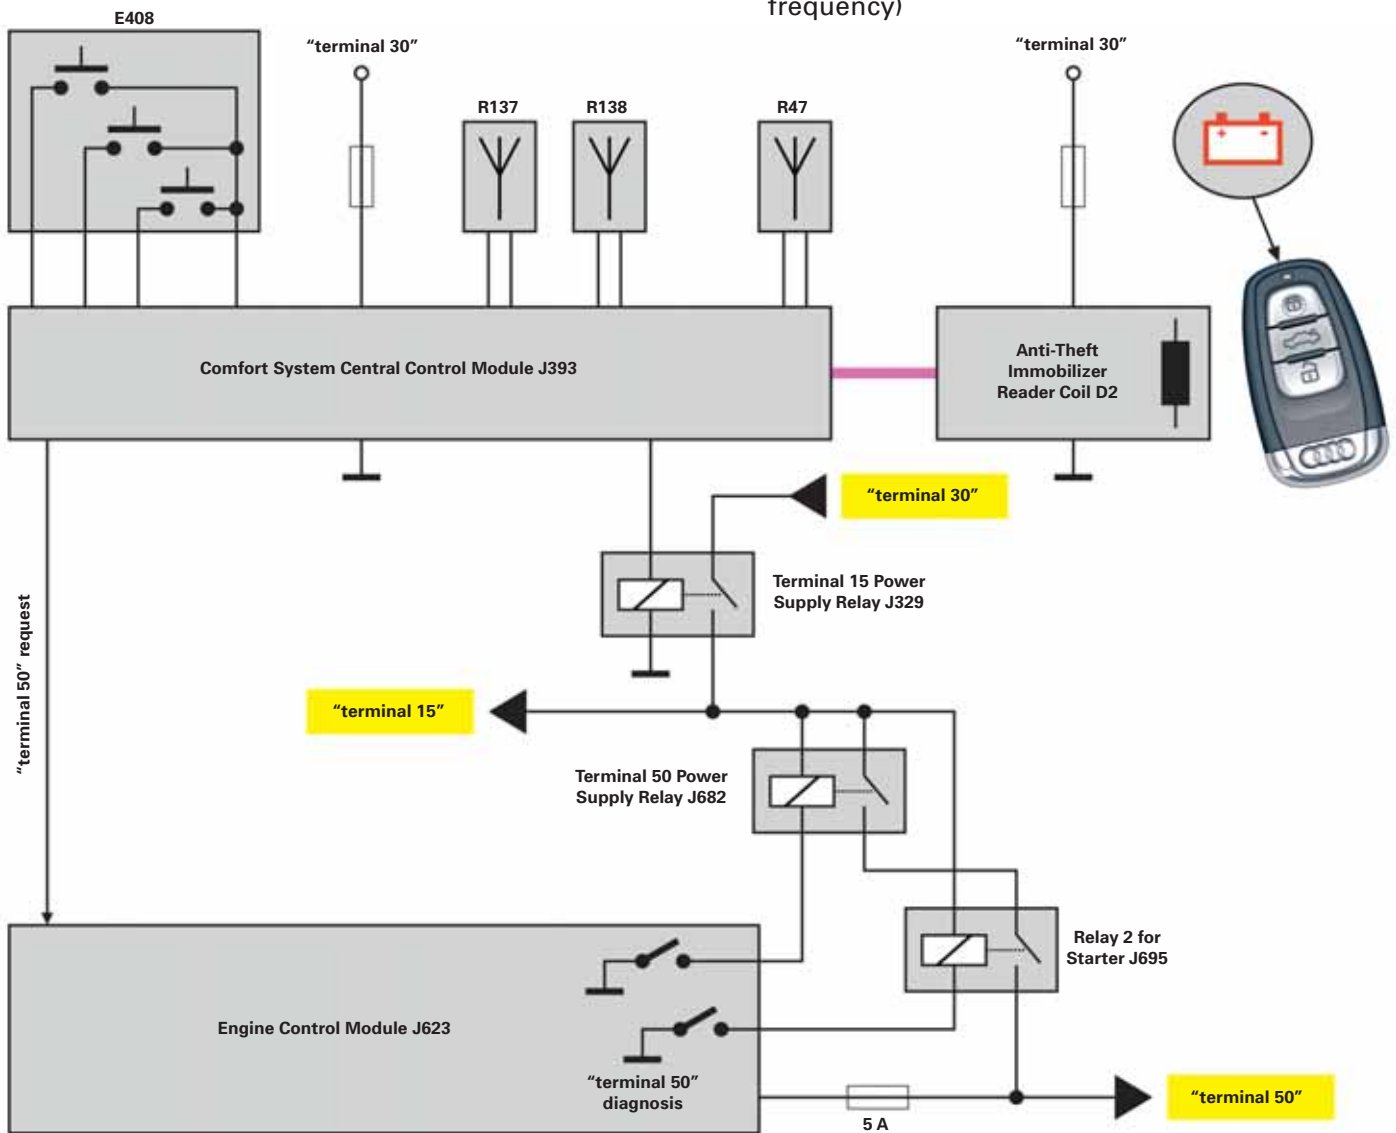 frequency)
E408
“terminal 30”
“terminal 30”
R137
R138
R47
+ -
Comfort System Central Control Module J393
Anti-Theft
Immobilizer
Reader Coil D2
“terminal 30”
Terminal 15 Power
Supply Relay J329
“terminal 50” request
“terminal 15”
Terminal 50 Power
Supply Relay J682
Relay 2 for
Starter J695
Engine Control Module J623
“terminal 50”
diagnosis
5 A
“terminal 50”